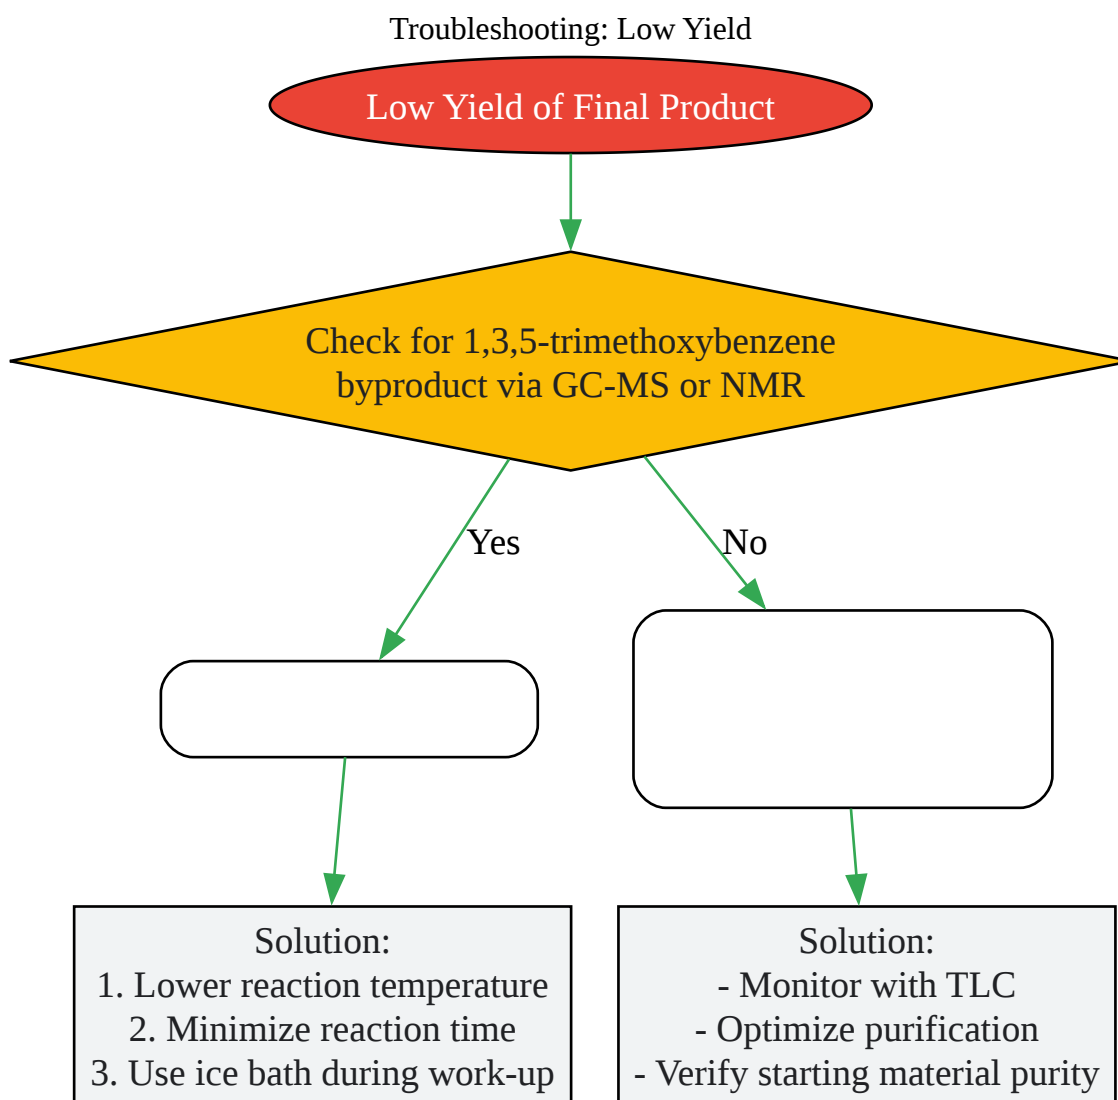 Troubleshooting: Low Yield
Low Yield of Final Product
Check for 1,3,5-trimethoxybenzene
byproduct via GC-MS or NMR
Yes
No
Solution:
1. Lower reaction temperature
2. Minimize reaction time
3. Use ice bath during work-up
Solution:
- Monitor with TLC
- Optimize purification
- Verify starting material purity